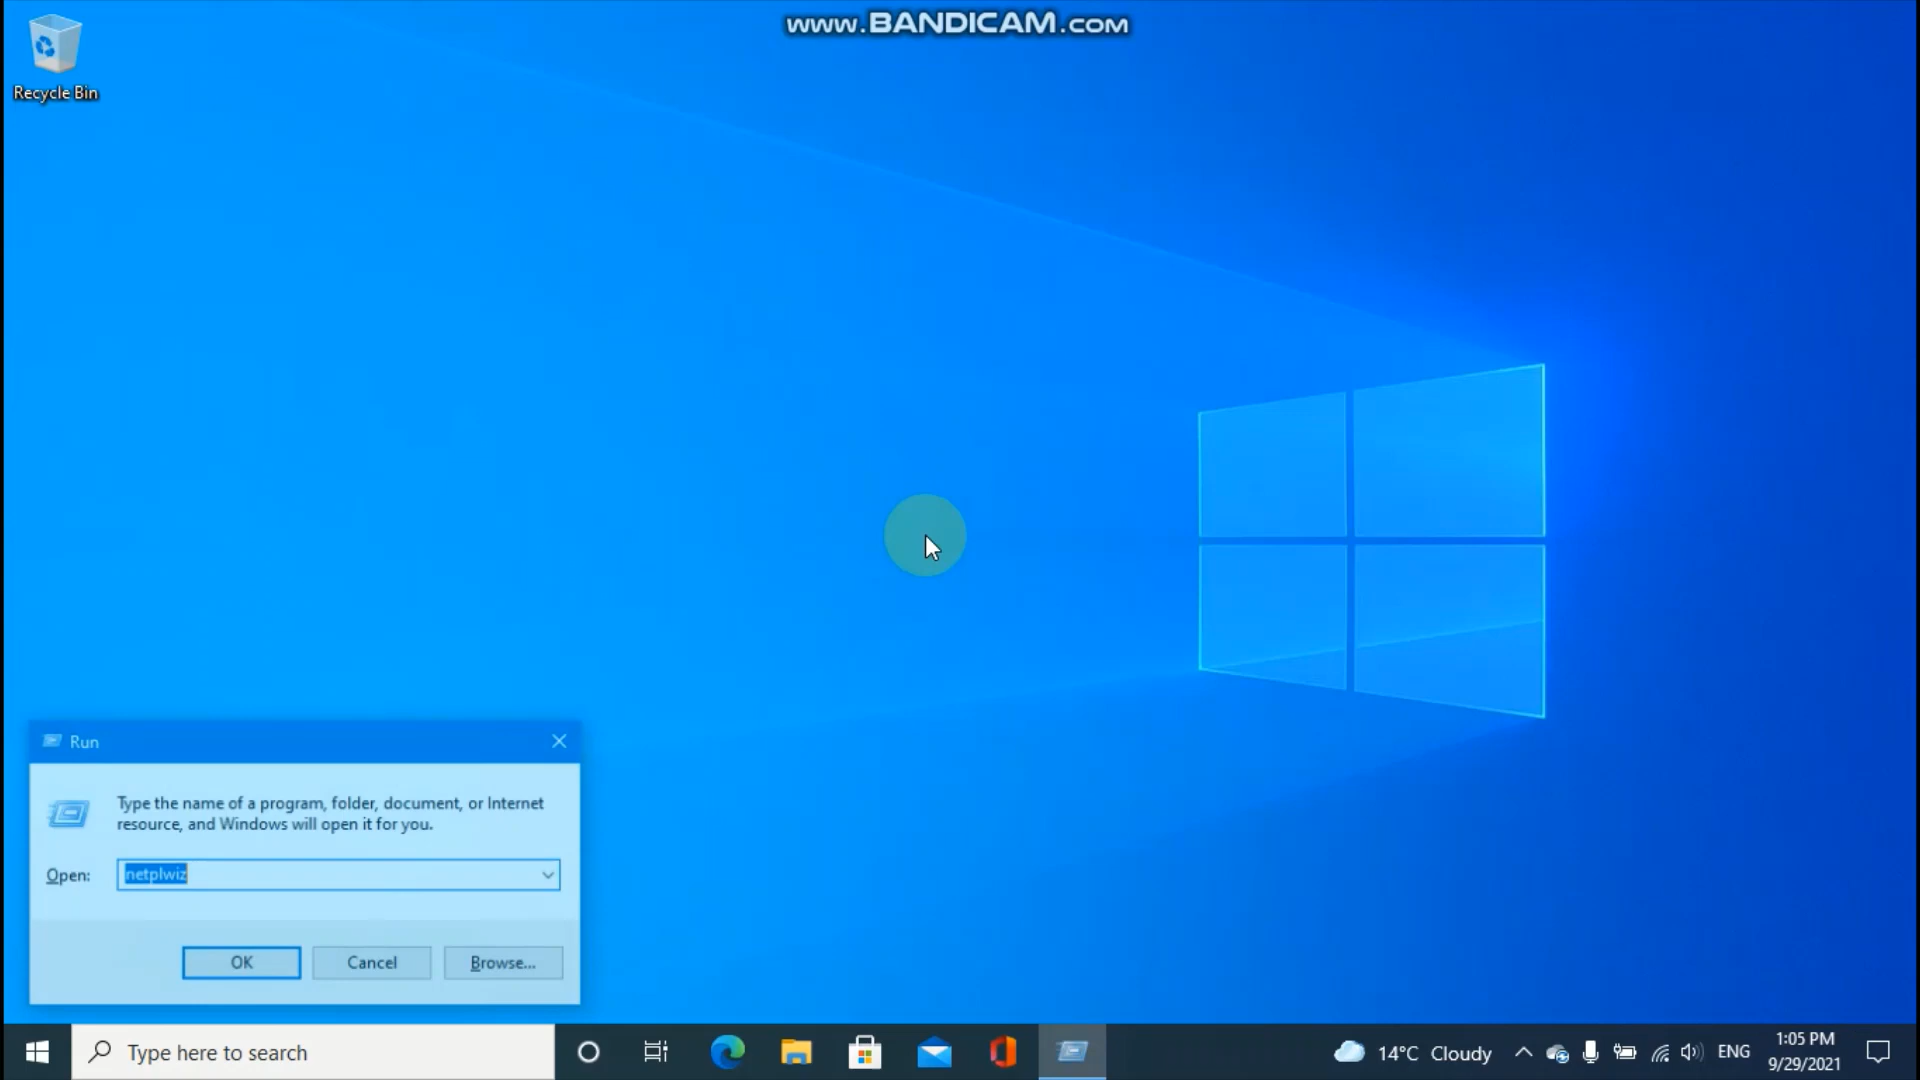 www.BANDICAM.com
Recycle Bin
Run
Type the name of a program, folder, document, or Internet
resource, and Windows will open it for you.
Open: netplwiz
OK Cancel Browse...
Type here to search
14°C Cloudy
ENG
1:05 PM
9/29/2021